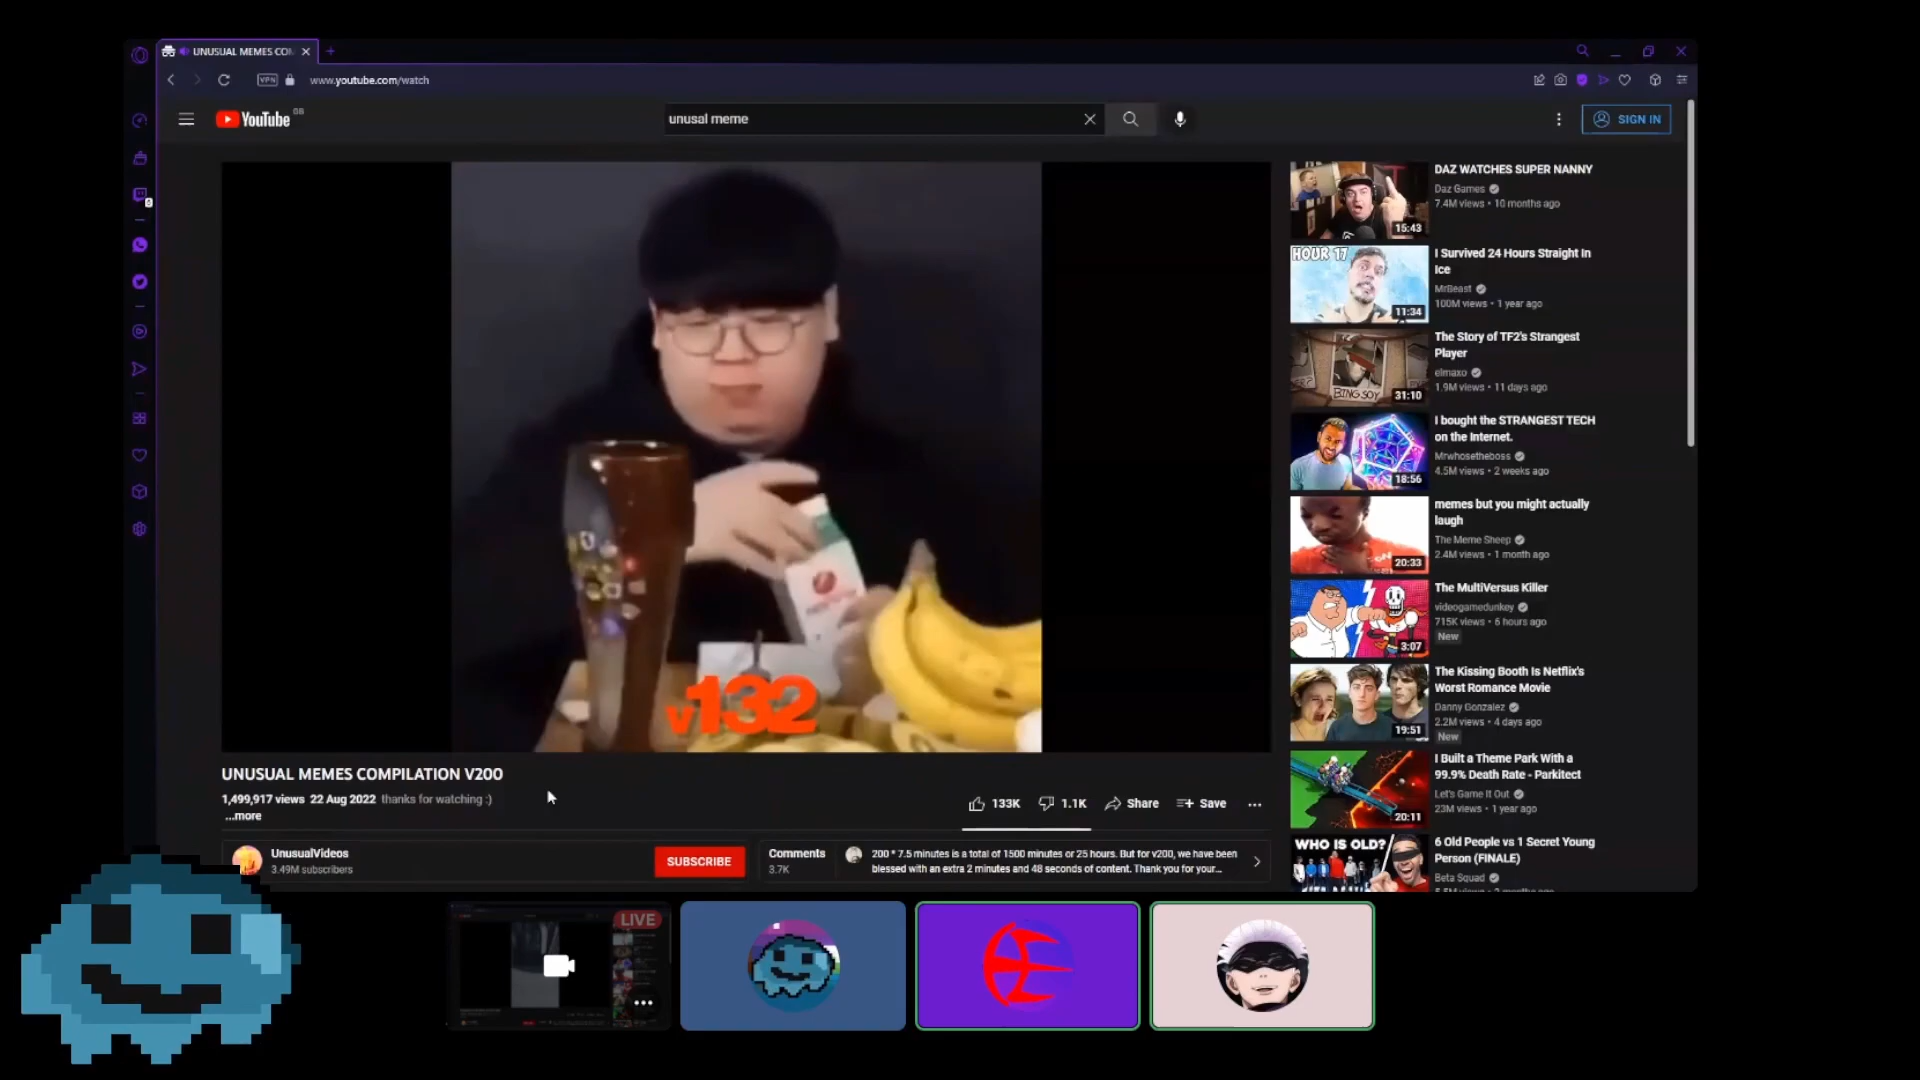 UNUSUAL MEMES CO
VPN
www.youtube.com/watch
YouTube GB
unusal meme
SIGN IN
v132
UNUSUAL MEMES COMPILATION V200
1,499,917 views 22 Aug 2022 thanks for watching :)
...more
133K
1.1K
Share
Save
UnusualVideos
3.49M subscribers
SUBSCRIBE
Comments
3.7K
200 * 7.5 minutes is a total of 1500 minutes or 25 hours. But for v200, we have been
blessed with an extra 2 minutes and 48 seconds of content. Thank you for your...
15:43
DAZ WATCHES SUPER NANNY
Daz Games
7.4M views • 10 months ago
HOUR 17
11:34
I Survived 24 Hours Straight In
Ice
MrBeast
100M views • 1 year ago
BING SOY
31:10
The Story of TF2's Strangest
Player
elmaxo
1.9M views • 11 days ago
18:56
I bought the STRANGEST TECH
on the Internet.
Mrwhosetheboss
4.5M views • 2 weeks ago
20:33
memes but you might actually
laugh
The Meme Sheep
2.4M views • 1 month ago
3:07
The MultiVersus Killer
videogamedunkey
715K views • 6 hours ago
New
19:51
The Kissing Booth Is Netflix's
Worst Romance Movie
Danny Gonzalez
2.2M views • 4 days ago
New
20:11
I Built a Theme Park With a
99.9% Death Rate - Parkitect
Let's Game It Out
23M views • 1 year ago
WHO IS OLD?
6 Old People vs 1 Secret Young
Person (FINALE)
Beta Squad
LIVE